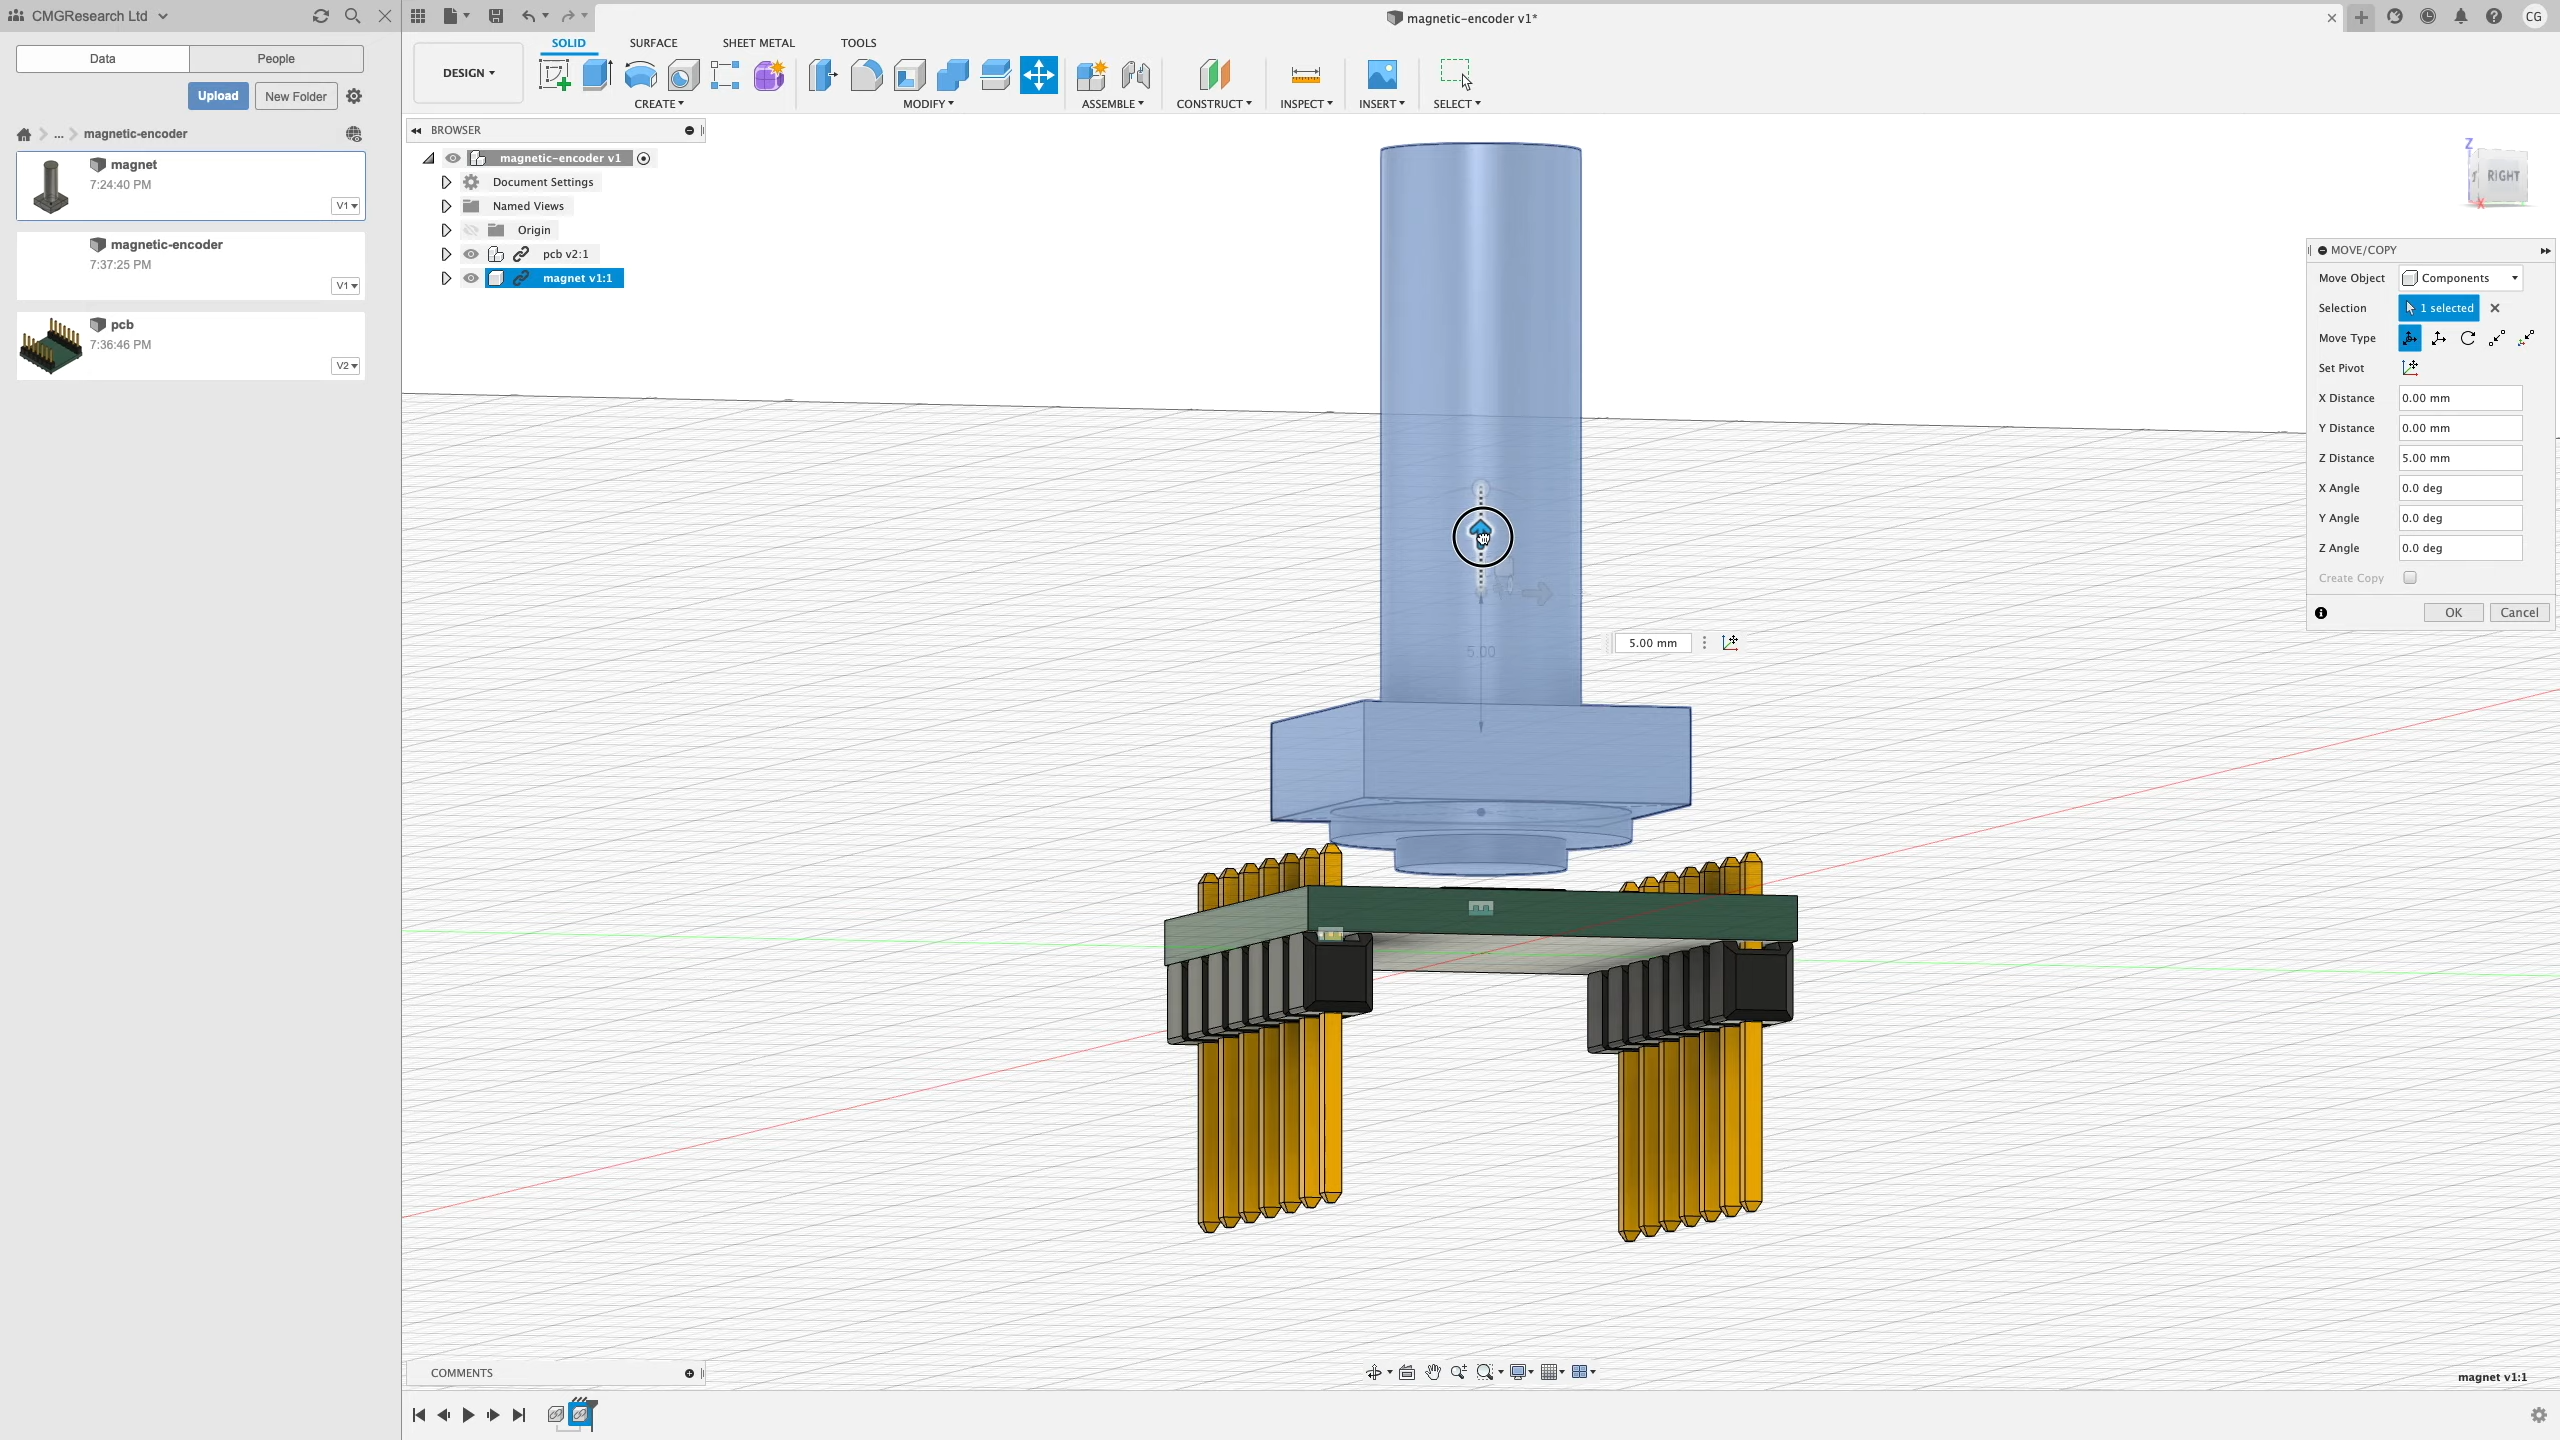 CMGResearch Ltd
magnetic-encoder v1*
CG
Data
People
Upload
New Folder
... magnetic-encoder
magnet
7:24:40 PM
V1
magnetic-encoder
7:37:25 PM
V1
pcb
7:36:46 PM
V2
DESIGN
SOLID
SURFACE
SHEET METAL
TOOLS
CREATE
MODIFY
ASSEMBLE
CONSTRUCT
INSPECT
INSERT
SELECT
BROWSER
magnetic-encoder v1
Document Settings
Named Views
Origin
pcb v2:1
magnet v1:1
Z
RIGHT
X
MOVE/COPY
Move Object
Components
Selection
1 selected
Move Type
Set Pivot
X Distance
0.00 mm
Y Distance
0.00 mm
Z Distance
5.00 mm
X Angle
0.0 deg
Y Angle
0.0 deg
Z Angle
0.0 deg
Create Copy
OK
Cancel
5.00 mm
5.00
COMMENTS
magnet v1:1